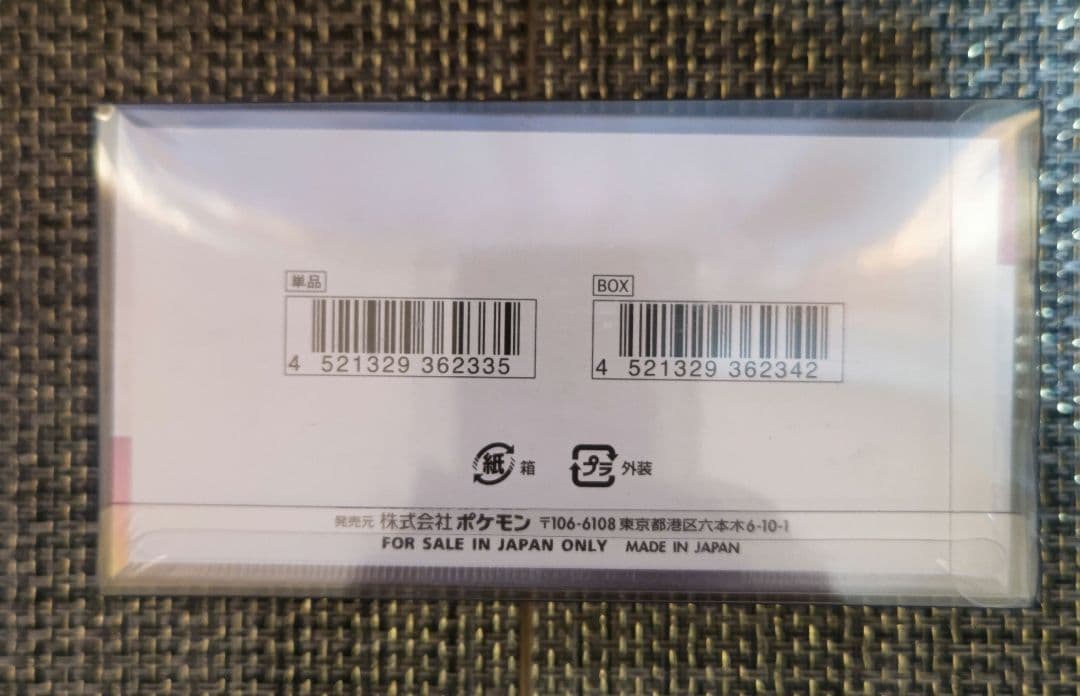 単品
4 521329 362335
BOX
4 521329 362342
紙 箱
プラ 外装
発売元 株式会社ポケモン 〒106-6108 東京都港区六本木6-10-1
FOR SALE IN JAPAN ONLY MADE IN JAPAN